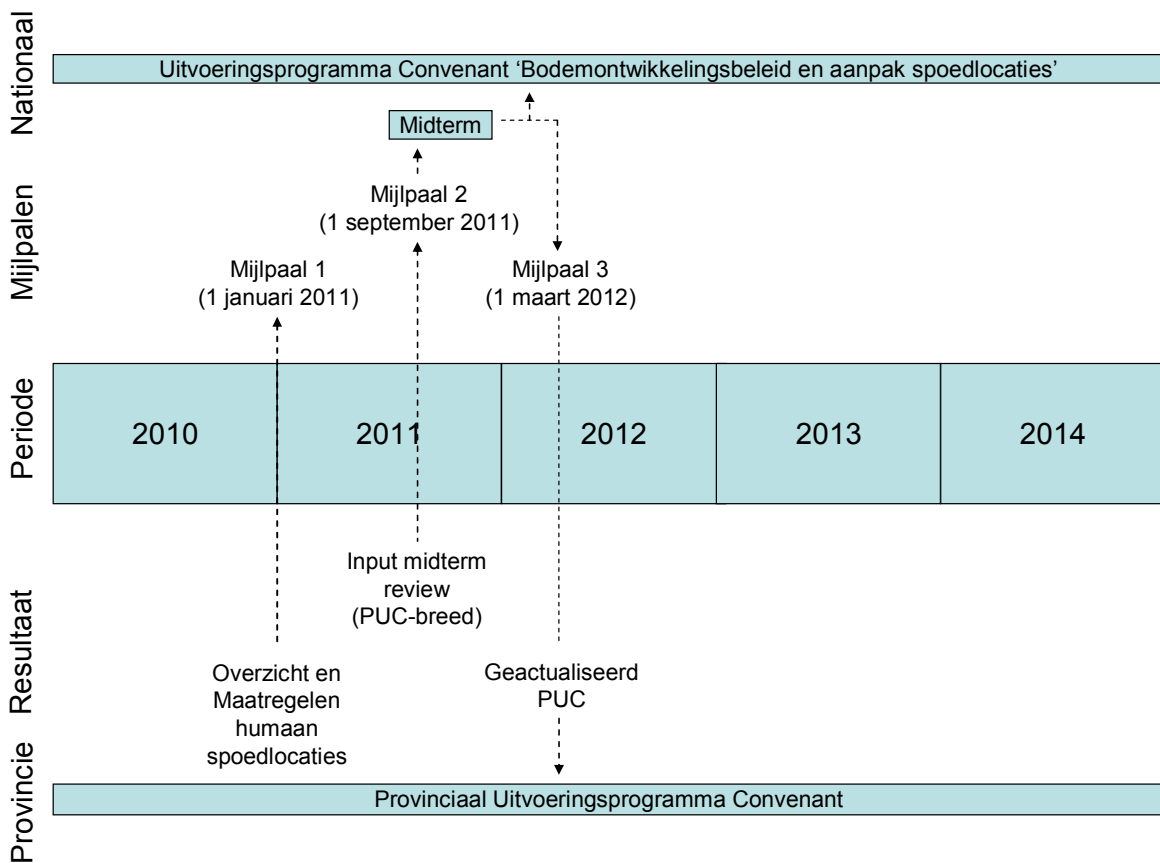 Nationaal
Uitvoeringsprogramma Convenant ‘Bodemontwikkelingsbeleid en aanpak spoedlocaties’
Midterm
Mijlpalen
Mijlpaal 2
(1 september 2011)
Mijlpaal 1
(1 januari 2011)
Mijlpaal 3
(1 maart 2012)
Periode
2010
2011
2012
2013
2014
Resultaat
Input midterm
review
(PUC-breed)
Overzicht en
Maatregelen
humaan
spoedlocaties
Geactualiseerd
PUC
Provincie
Provinciaal Uitvoeringsprogramma Convenant